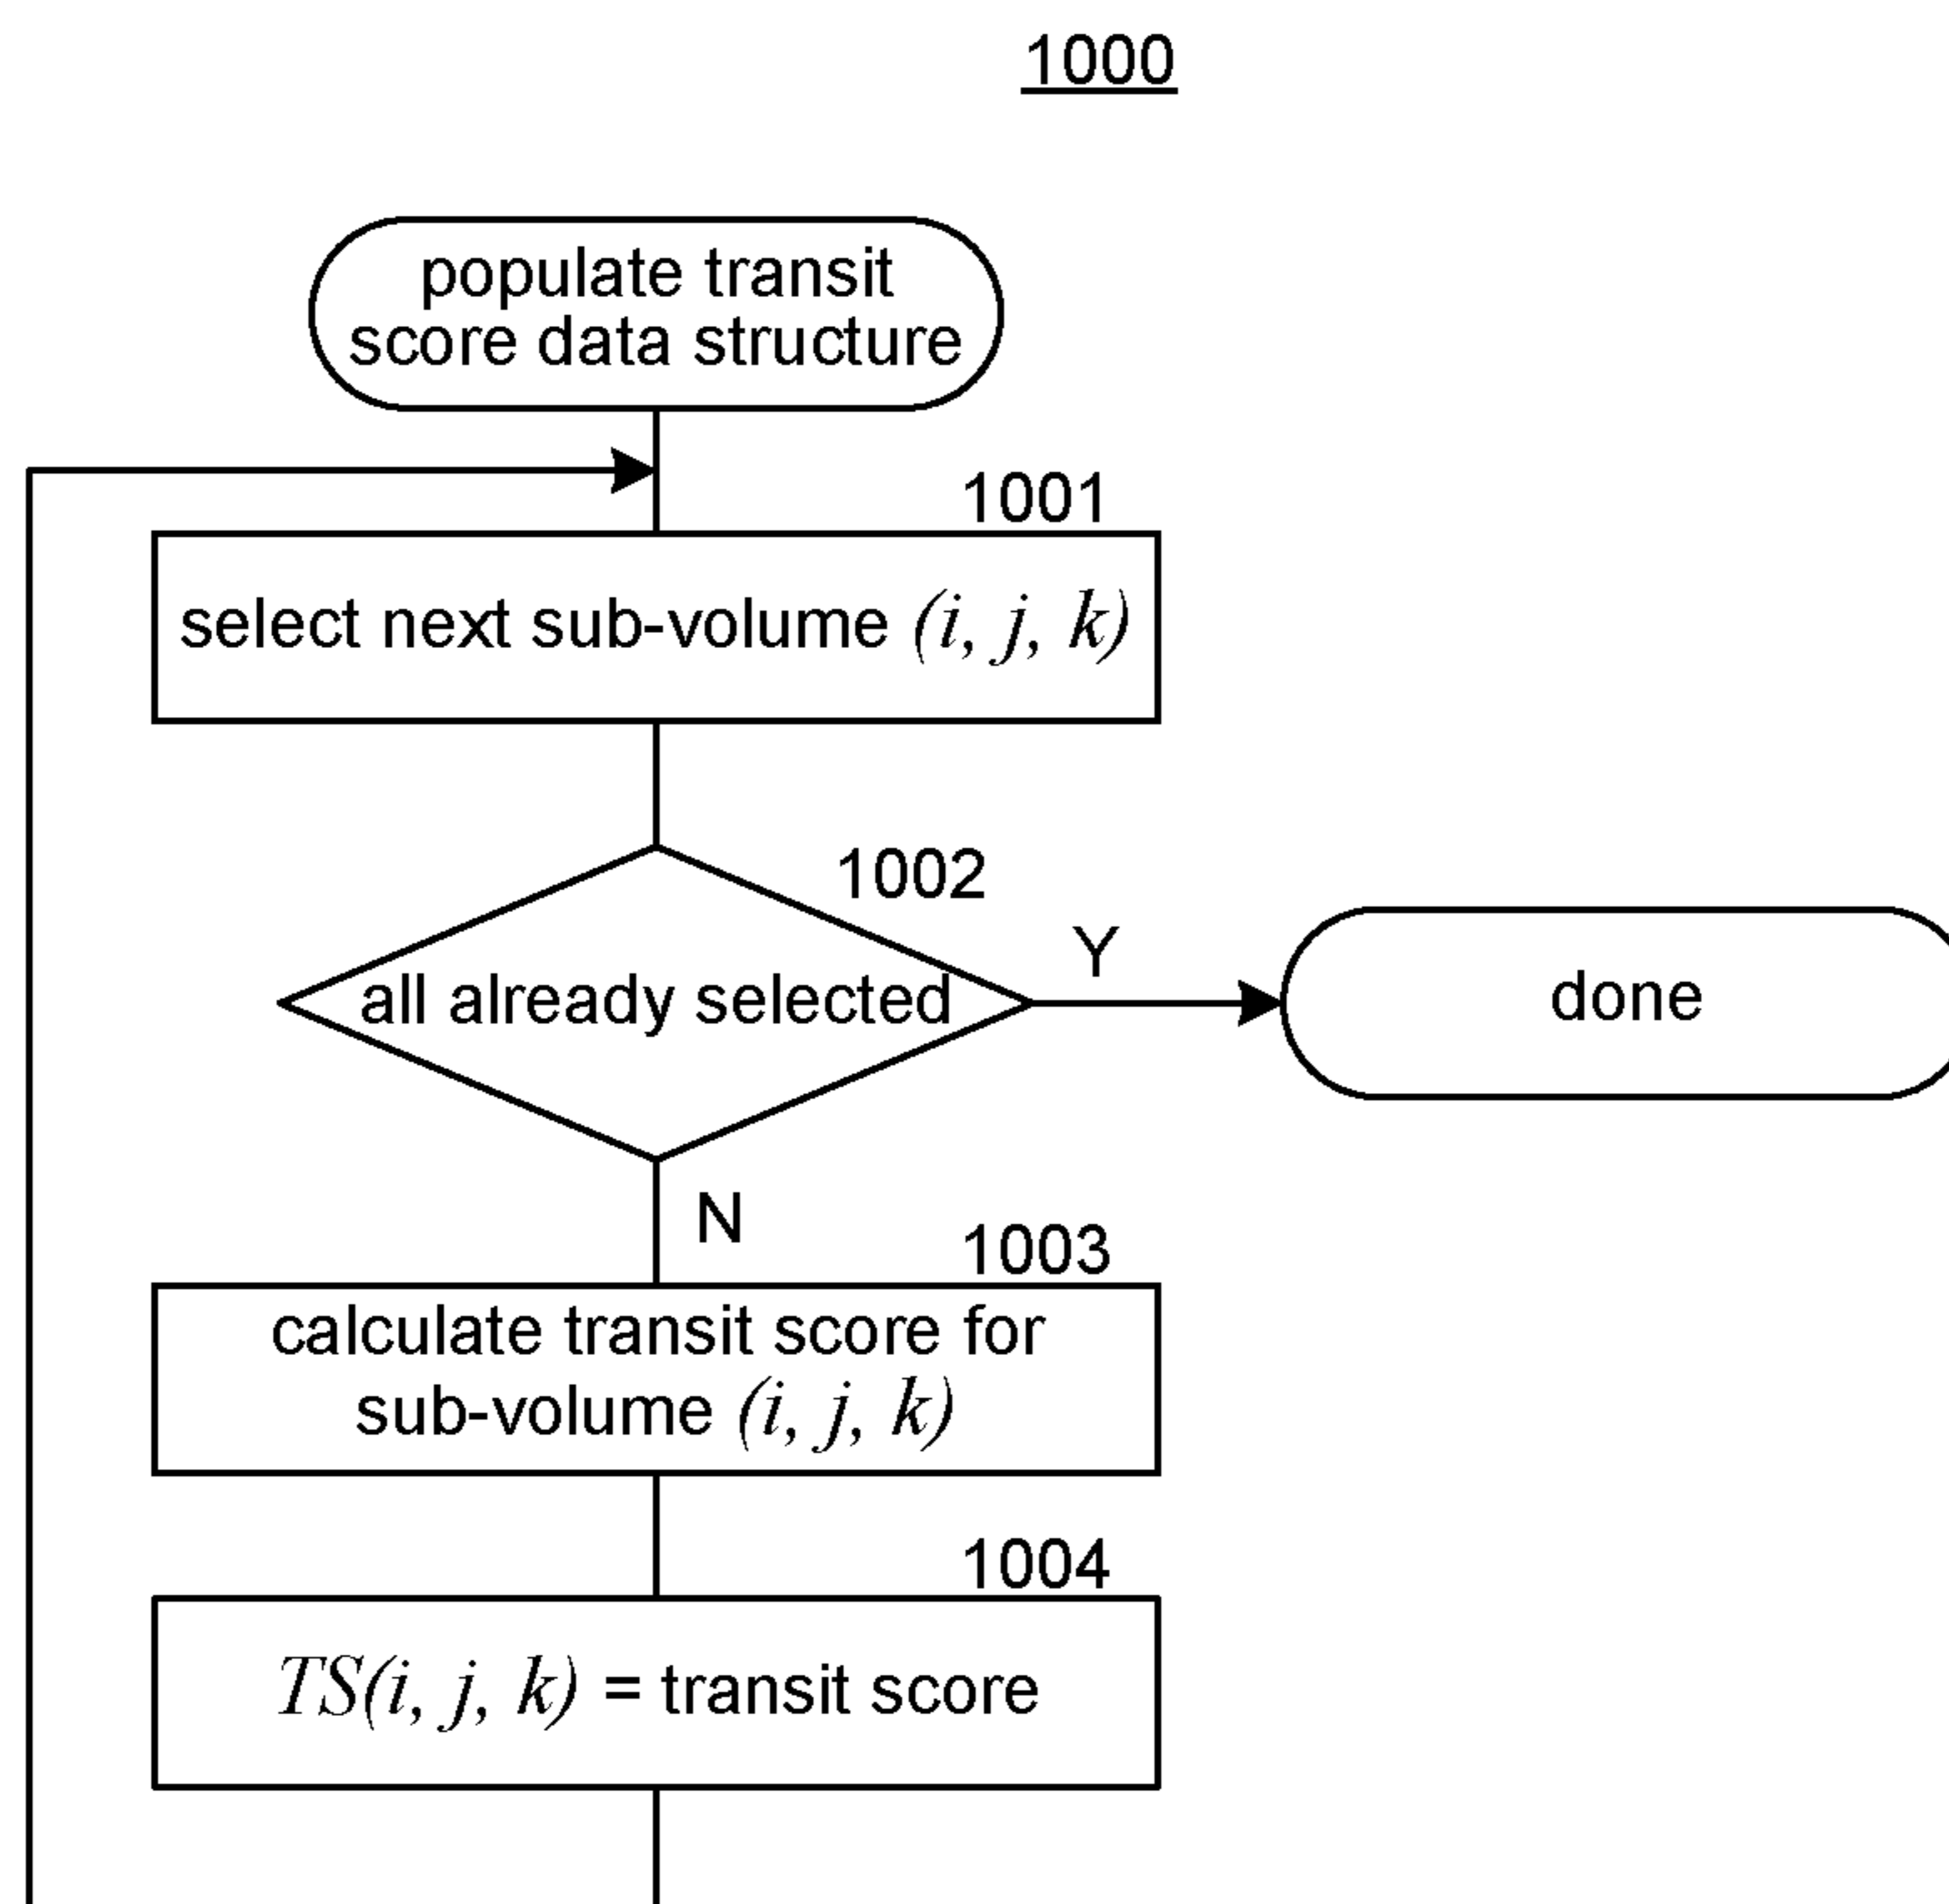 1000
populate transit
score data structure
1001
select next sub-volume (i, j, k)
1002
all already selected
Y
done
N
1003
calculate transit score for
sub-volume (i, j, k)
1004
TS(i, j, k) = transit score